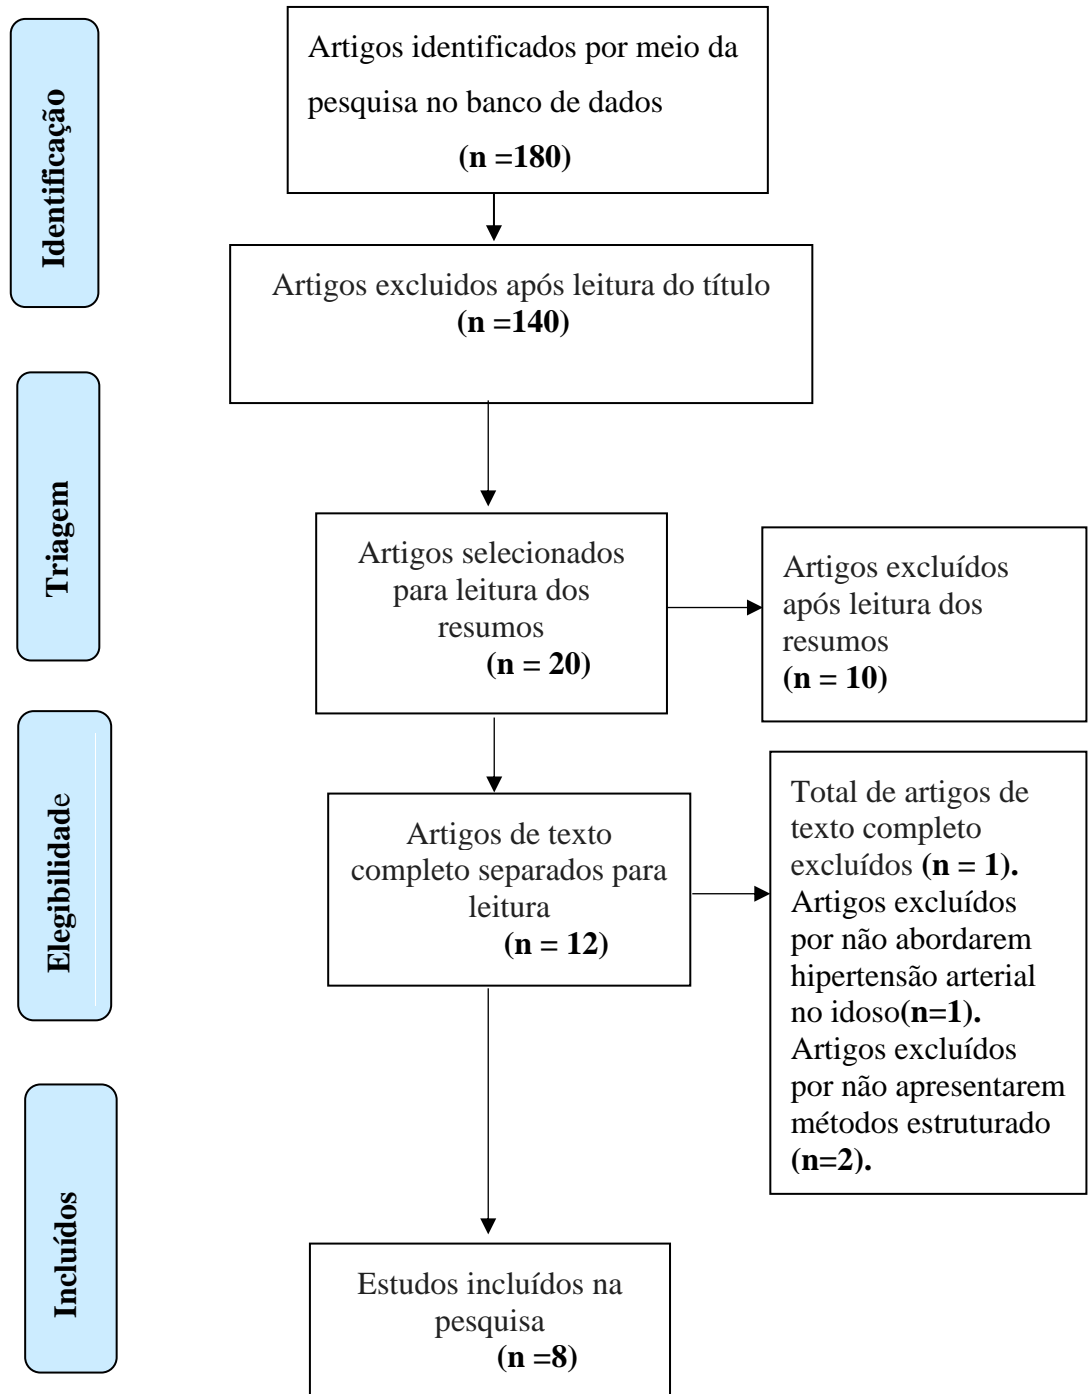 Identificação
Artigos identificados por meio da
pesquisa no banco de dados
(n =180)
Artigos excluidos após leitura do título
(n =140)
Triagem
Artigos selecionados
para leitura dos
resumos
(n = 20)
Artigos excluídos
após leitura dos
resumos
(n = 10)
Elegibilidade
Artigos de texto
completo separados para
leitura
(n = 12)
Total de artigos de
texto completo
excluídos (n = 1).
Artigos excluídos
por não abordarem
hipertensão arterial
no idoso(n=1).
Artigos excluídos
por não apresentarem
métodos estruturado
(n=2).
Incluídos
Estudos incluídos na
pesquisa
(n =8)